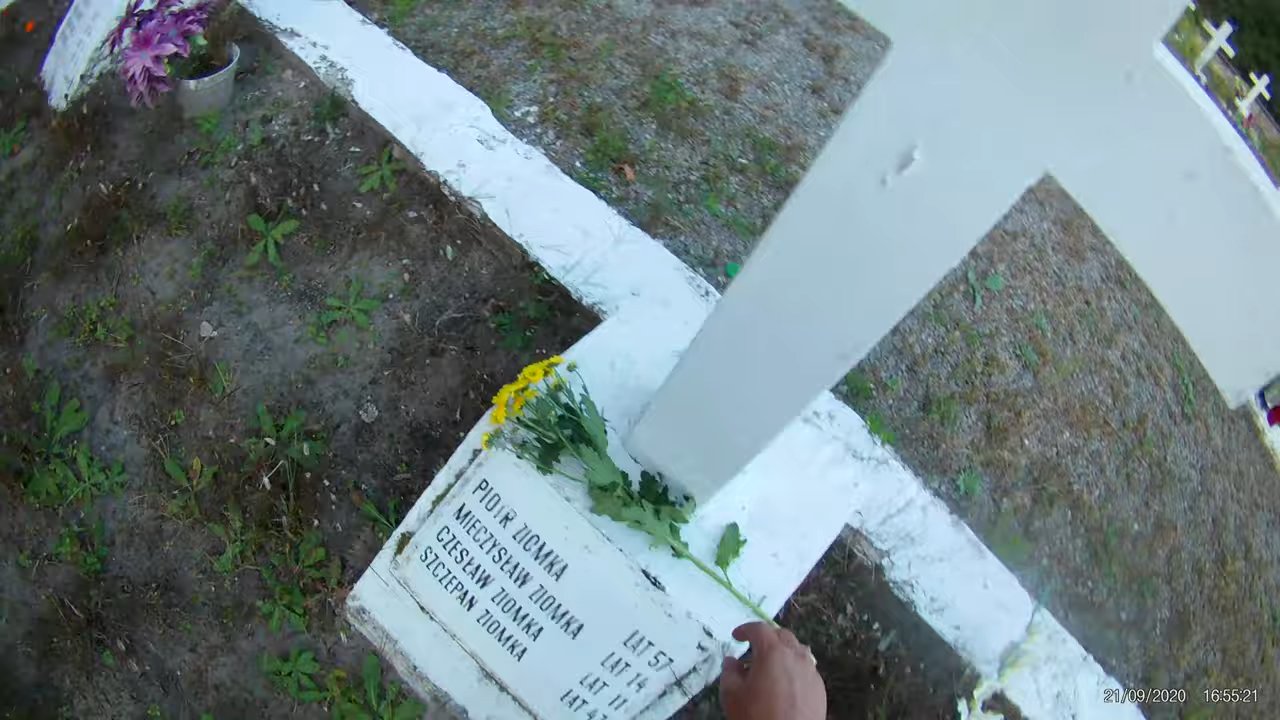 PIOTR ZIOMKA LAT 57
MIECZYSŁAW ZIOMKA LAT 14
CZESŁAW ZIOMKA LAT 11
SZCZEPAN ZIOMKA LAT
21/09/2020 16:55:21